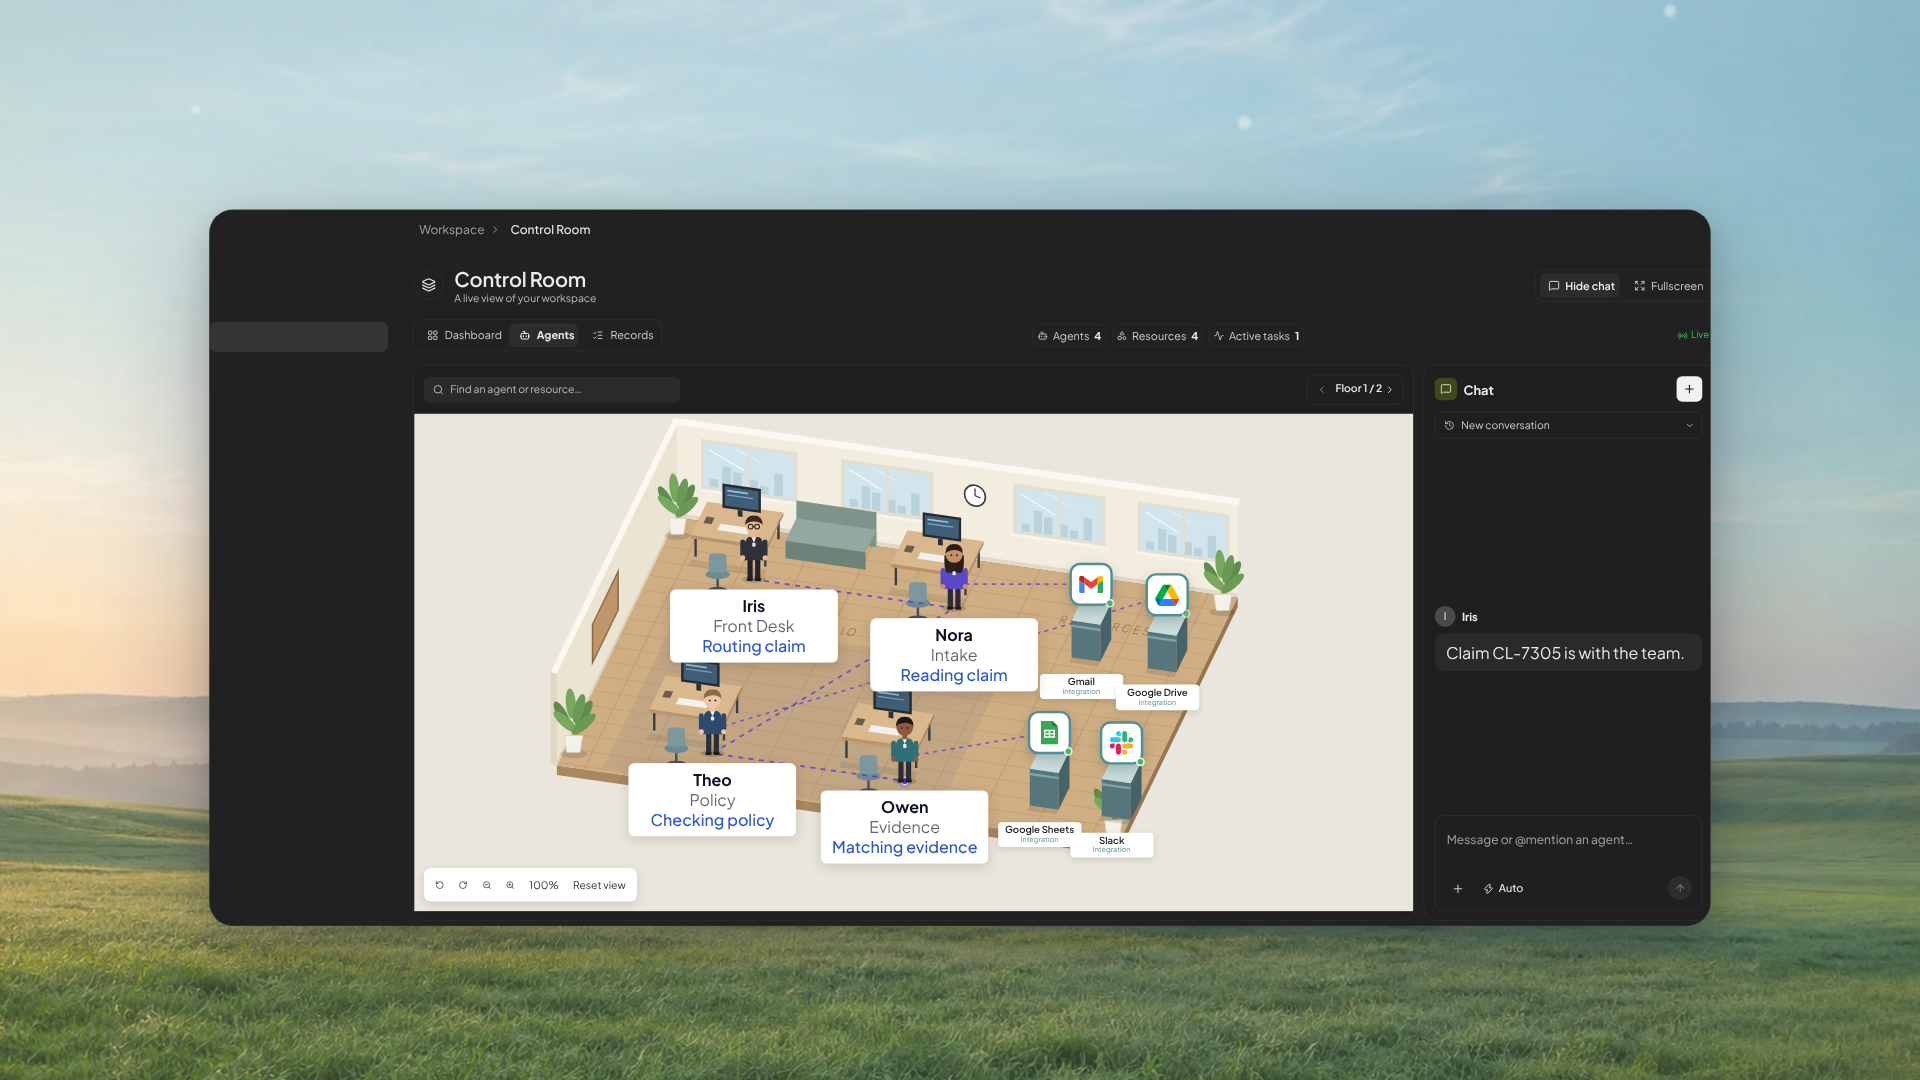 Workspace > Control Room
Control Room
A live view of your workspace
Hide chat
Fullscreen
Dashboard
Agents
Records
Agents 4
Resources 4
Active tasks 1
Live
Find an agent or resource...
Floor 1 / 2
Chat
New conversation
Iris
Front Desk
Routing claim
Nora
Intake
Reading claim
Gmail
Integration
Google Drive
Integration
Theo
Policy
Checking policy
Owen
Evidence
Matching evidence
Google Sheets
Integration
Slack
Integration
100%
Reset view
I
Iris
Claim CL-7305 is with the team.
Message or @mention an agent...
Auto